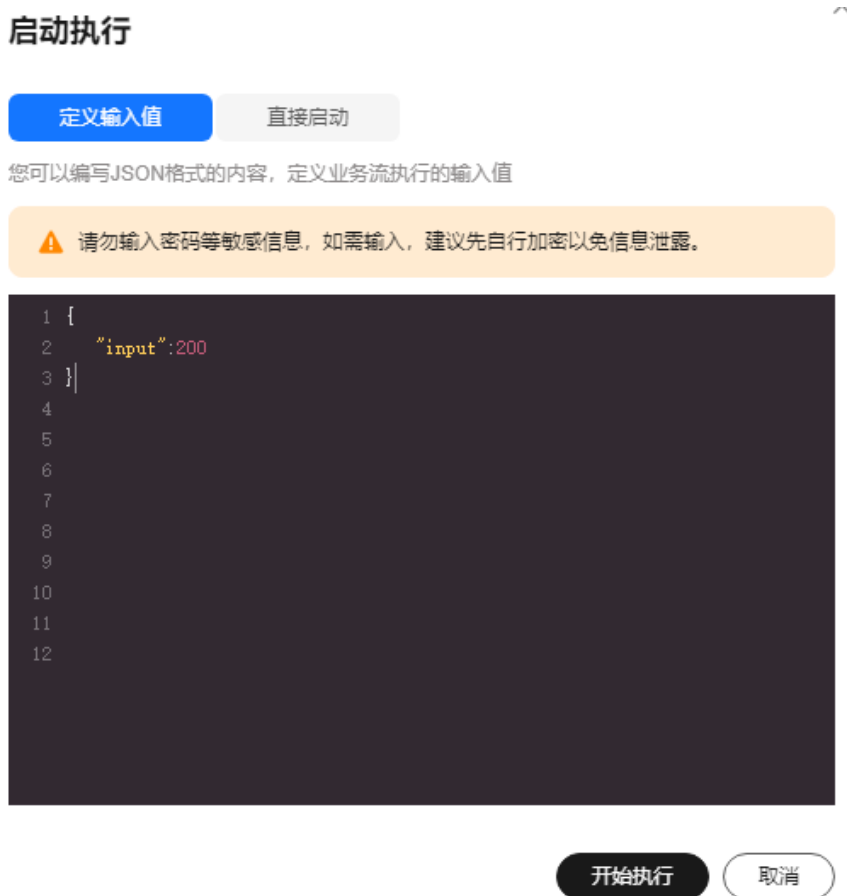 启动执行
定义输入值 直接启动
您可以编写JSON格式的内容，定义业务流执行的输入值
请勿输入密码等敏感信息，如需输入，建议先自行加密以免信息泄露。
1 {
2 "input":200
3 }
4
5
6
7
8
9
10
11
12
开始执行 取消